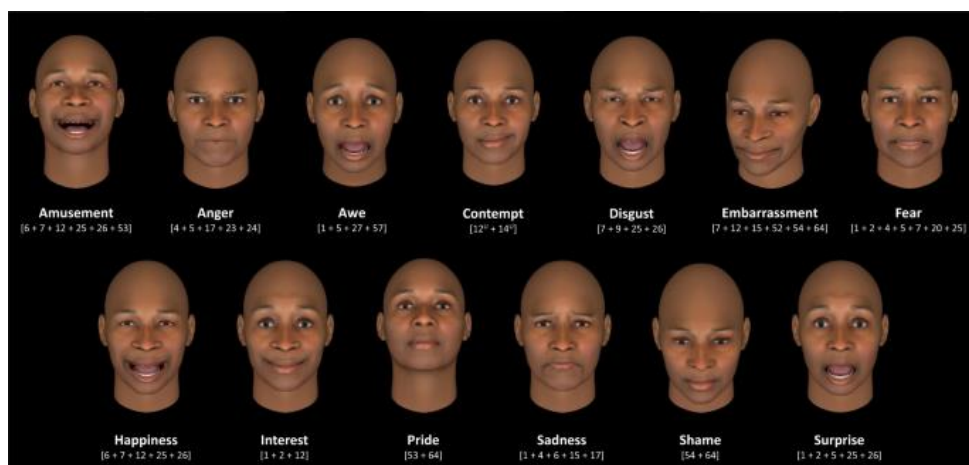 Amusement
[6 + 7 + 12 + 25 + 26 + 53]
Anger
[4 + 5 + 17 + 23 + 24]
Awe
[1 + 5 + 27 + 57]
Contempt
[12ᵁ + 14ᵁ]
Disgust
[7 + 9 + 25 + 26]
Embarrassment
[7 + 12 + 15 + 52 + 54 + 64]
Fear
[1 + 2 + 4 + 5 + 7 + 20 + 25]
Happiness
[6 + 7 + 12 + 25 + 26]
Interest
[1 + 2 + 12]
Pride
[53 + 64]
Sadness
[1 + 4 + 6 + 15 + 17]
Shame
[54 + 64]
Surprise
[1 + 2 + 5 + 25 + 26]